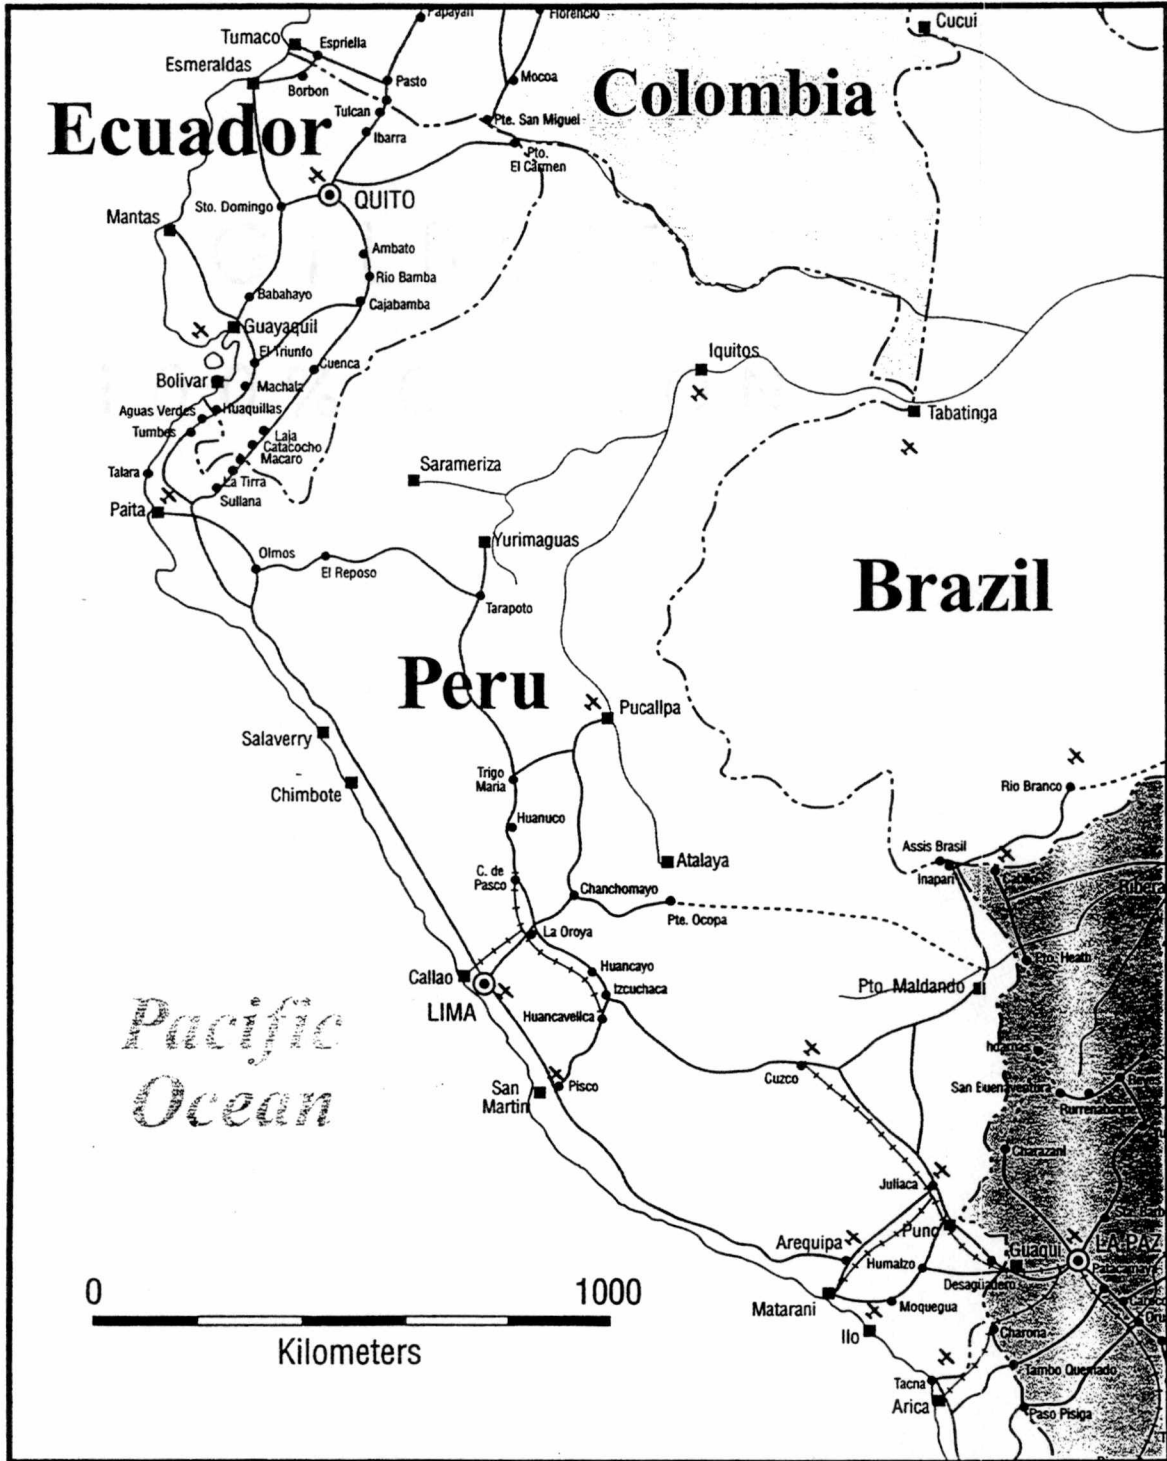 Papayan
Florencio
Cucui
Tumaco
Espriella
Esmeraldas
Borbon
Pasto
Mocoa
Colombia
Ecuador
Tulcan
Pte. San Miguel
Ibarra
Pto.
El Carmen
QUITO
Mantas
Sto. Domingo
Ambato
Rio Bamba
Babahayo
Cajabamba
Guayaquil
El Triunfo
Iquitos
Cuenca
Bolivar
Machala
Aguas Verdes
Huaquillas
Tabatinga
Tumbes
Laja
Catacocho
Macaro
Talara
La Tirra
Sarameriza
Sullana
Paita
Yurimaguas
Olmos
El Reposo
Brazil
Tarapoto
Peru
Pucallpa
Salaverry
Trigo
Maria
Chimbote
Rio Branco
Huanuco
Assis Brasil
Atalaya
Inapari
C. de
Pasco
Chanchomayo
Pte. Ocopa
La Oroya
Pto. Heath
Callao
Huancayo
Izcuchaca
Pto. Maldando
LIMA
Huancavelica
Pacific
Ocean
Cuzco
San
Martin
Pisco
San Buenaventura
Rurrenabaque
Charazani
Juliaca
Puno
Arequipa
Guaqui
LA PAZ
Humalzo
Desaguadero
Patacamaya
0
1000
Matarani
Moquegua
Kilometers
Ilo
Charona
Tambo Quemado
Tacna
Arica
Paso Pisiga